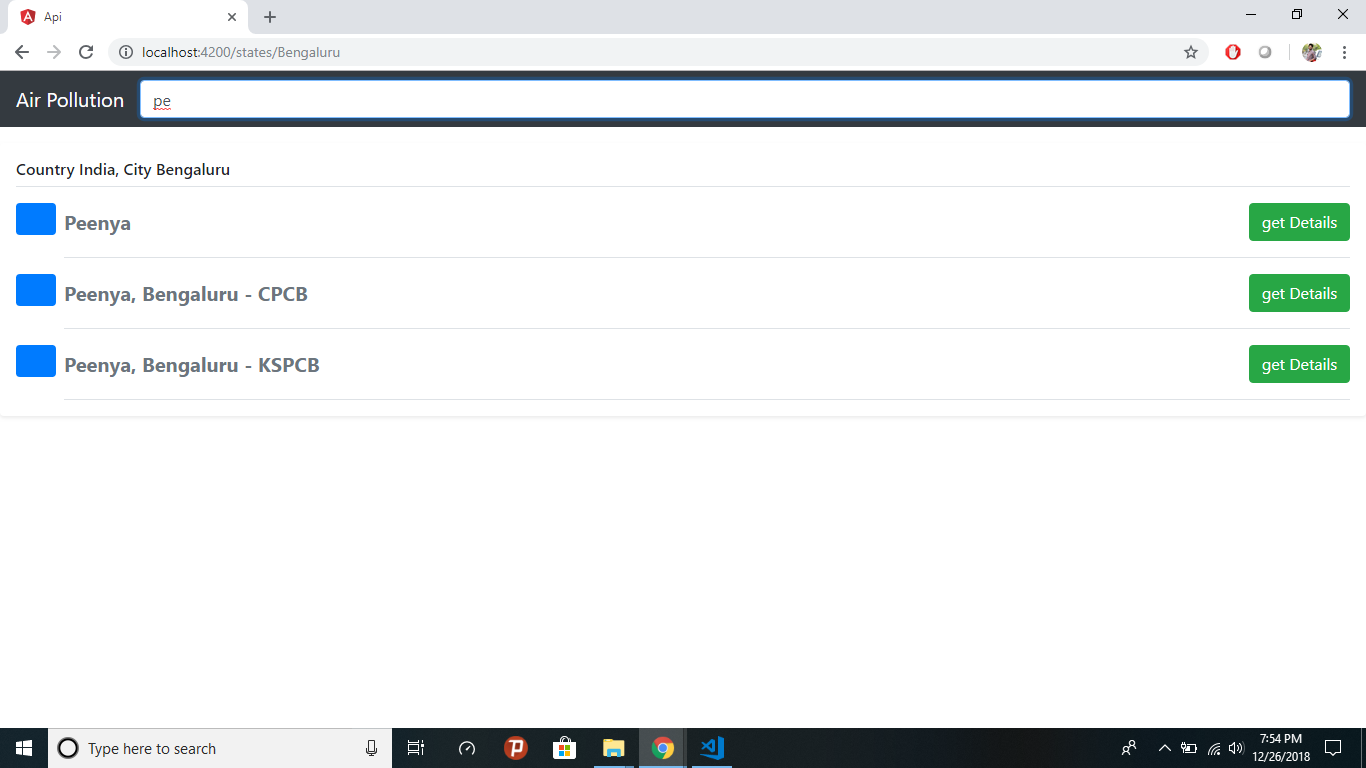 Api
localhost:4200/states/Bengaluru
Air Pollution pe
Country India, City Bengaluru
Peenya get Details
Peenya, Bengaluru - CPCB get Details
Peenya, Bengaluru - KSPCB get Details
Type here to search
7:54 PM
12/26/2018